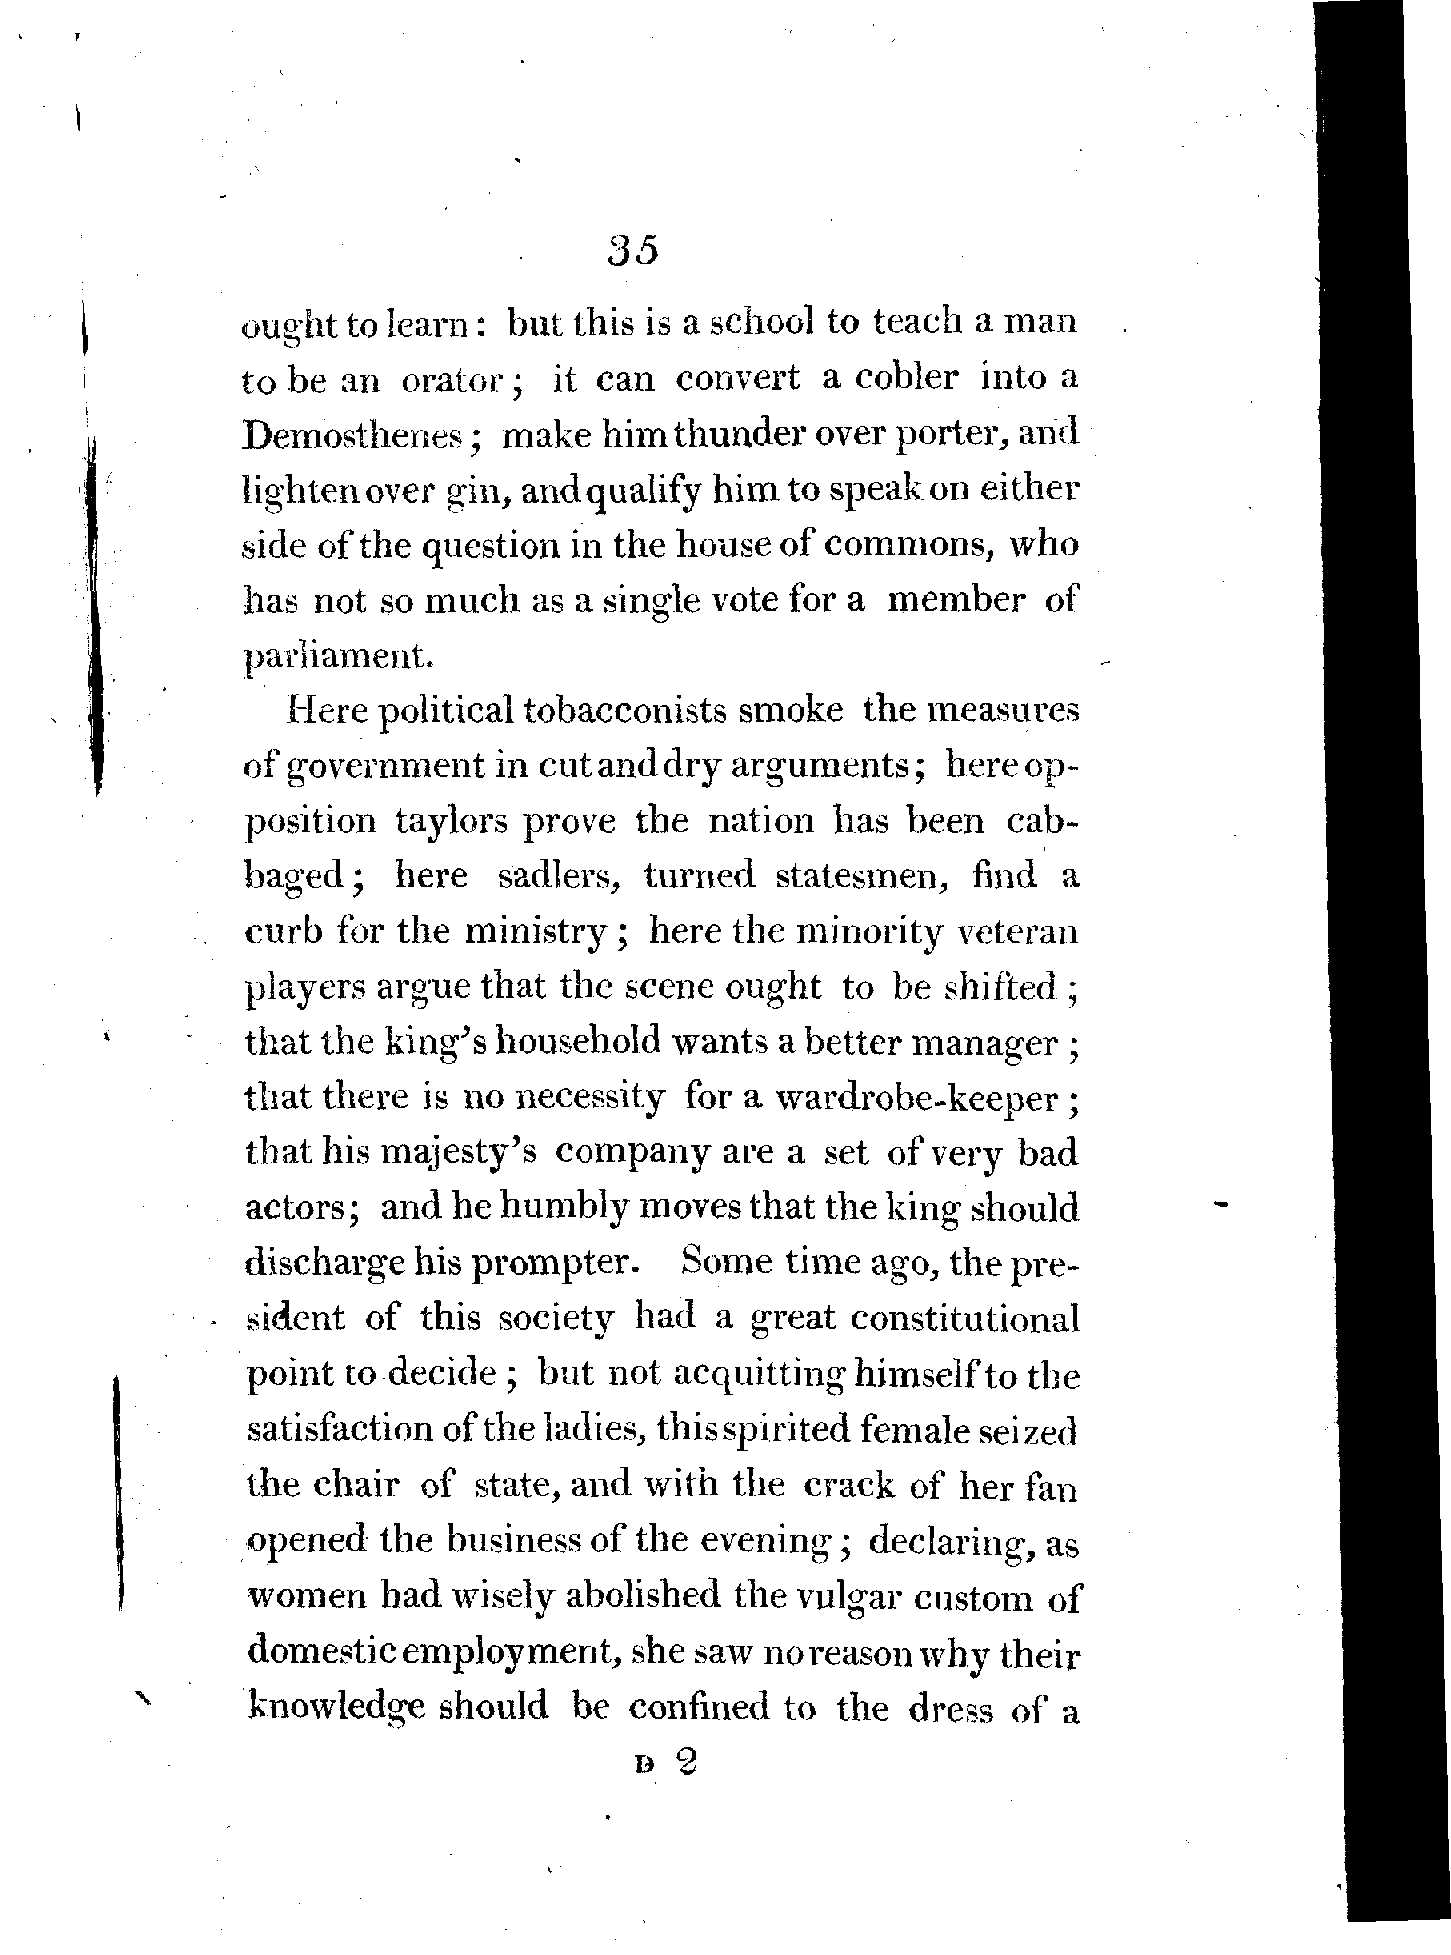 35
ought to learn: but this is a school to teach a man
to be an orator; it can convert a cobler into a
Demosthenes; make him thunder over porter, and
lighten over gin, and qualify him to speak on either
side of the question in the house of commons, who
has not so much as a single vote for a member of
parliament.
Here political tobacconists smoke the measures
of government in cut and dry arguments; here op-
position taylors prove the nation has been cab-
baged; here sadlers, turned statesmen, find a
curb for the ministry; here the minority veteran
players argue that the scene ought to be shifted;
that the king's household wants a better manager;
that there is no necessity for a wardrobe-keeper;
that his majesty's company are a set of very bad
actors; and he humbly moves that the king should
discharge his prompter. Some time ago, the pre-
sident of this society had a great constitutional
point to decide; but not acquitting himself to the
satisfaction of the ladies, this spirited female seized
the chair of state, and with the crack of her fan
opened the business of the evening; declaring, as
women had wisely abolished the vulgar custom of
domestic employment, she saw no reason why their
knowledge should be confined to the dress of a
D 2